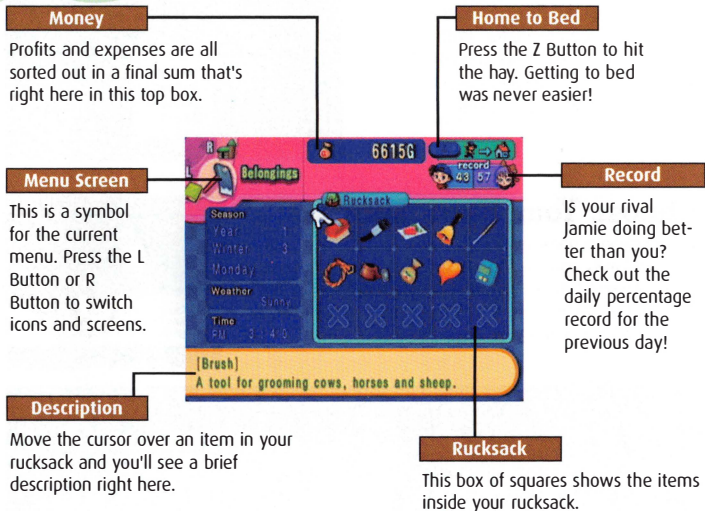 Money
Profits and expenses are all
sorted out in a final sum that's
right here in this top box.
Home to Bed
Press the Z Button to hit
the hay. Getting to bed
was never easier!
Menu Screen
This is a symbol
for the current
menu. Press the L
Button or R
Button to switch
icons and screens.
R
L
Belongings
6615G
record
43 57
Rucksack
Season
Year 1
Winter 3
Monday
Weather
Sunny
Time
PM 3:40
[Brush]
A tool for grooming cows, horses and sheep.
Record
Is your rival
Jamie doing bet-
ter than you?
Check out the
daily percentage
record for the
previous day!
Description
Move the cursor over an item in your
rucksack and you'll see a brief
description right here.
Rucksack
This box of squares shows the items
inside your rucksack.